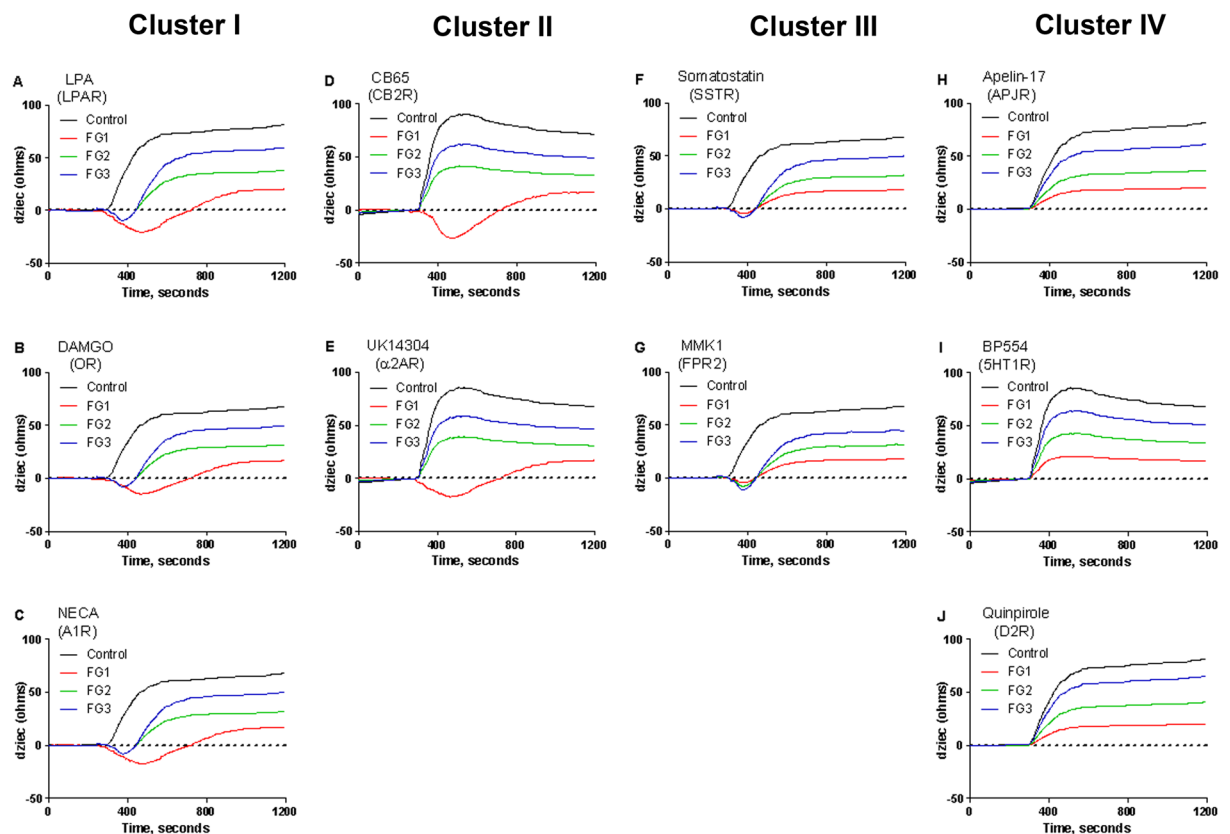 Cluster I
Cluster II
Cluster III
Cluster IV
A
LPA
(LPAR)
100
50
0
-50
dziec (ohms)
Control
FG1
FG2
FG3
0
400
800
1200
Time, seconds
D
CB65
(CB2R)
100
50
0
-50
dziec (ohms)
Control
FG1
FG2
FG3
0
400
800
1200
Time, seconds
F
Somatostatin
(SSTR)
100
50
0
-50
dziec (ohms)
Control
FG1
FG2
FG3
0
400
800
1200
Time, seconds
H
Apelin-17
(APJR)
100
50
0
-50
dziec (ohms)
Control
FG1
FG2
FG3
0
400
800
1200
Time, seconds
B
DAMGO
(OR)
100
50
0
-50
dziec (ohms)
Control
FG1
FG2
FG3
0
400
800
1200
Time, seconds
E
UK14304
(α2AR)
100
50
0
-50
dziec (ohms)
Control
FG1
FG2
FG3
0
400
800
1200
Time, seconds
G
MMK1
(FPR2)
100
50
0
-50
dziec (ohms)
Control
FG1
FG2
FG3
0
400
800
1200
Time, seconds
I
BP554
(5HT1R)
100
50
0
-50
dziec (ohms)
Control
FG1
FG2
FG3
0
400
800
1200
Time, seconds
C
NECA
(A1R)
100
50
0
-50
dziec (ohms)
Control
FG1
FG2
FG3
0
400
800
1200
Time, seconds
J
Quinpirole
(D2R)
100
50
0
-50
dziec (ohms)
Control
FG1
FG2
FG3
0
400
800
1200
Time, seconds